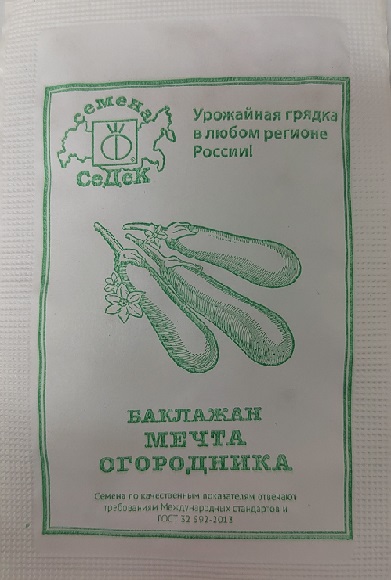 семена
СеДеК
Урожайная грядка
в любом регионе
России!
БАКЛАЖАН
МЕЧТА
ОГОРОДНИКА
Семена по качественным показателям отвечают
требованиям Международных стандартов и
ГОСТ 32 592-2013